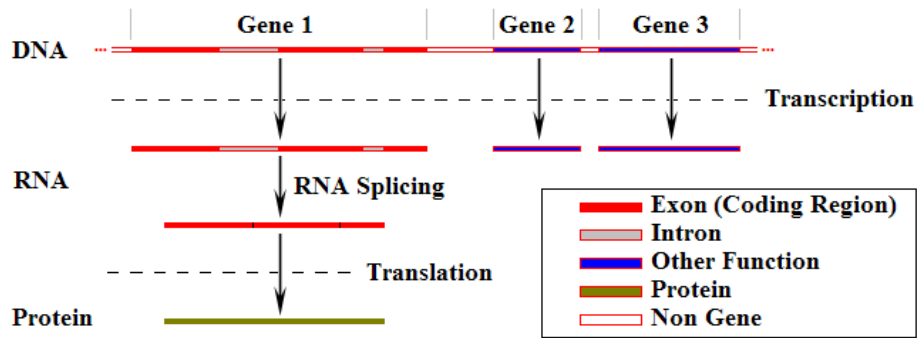 Gene 1
Gene 2
Gene 3
DNA
Transcription
RNA
RNA Splicing
Translation
Protein
Exon (Coding Region)
Intron
Other Function
Protein
Non Gene